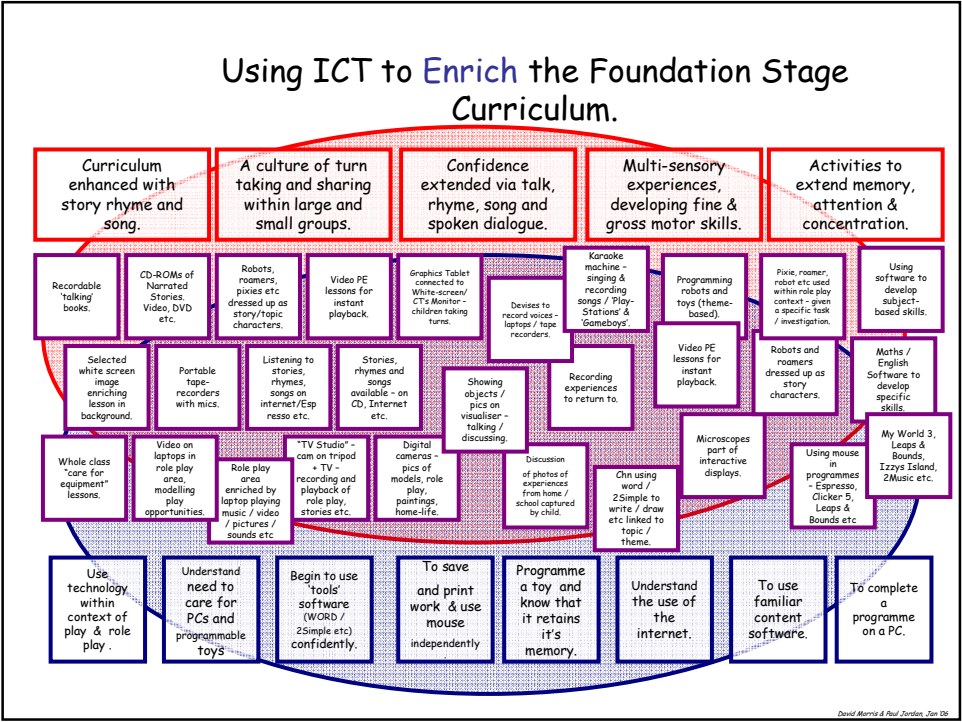 Using ICT to Enrich the Foundation Stage
Curriculum.
Curriculum
enhanced with
story rhyme and
song.
A culture of turn
taking and sharing
within large and
small groups.
Confidence
extended via talk,
rhyme, song and
spoken dialogue.
Multi-sensory
experiences,
developing fine &
gross motor skills.
Activities to
extend memory,
attention &
concentration.
Recordable
'talking'
books.
CD-ROMs of
Narrated
Stories.
Video, DVD
etc.
Robots,
roamers,
pixies etc
dressed up as
story/topic
characters.
Video PE
lessons for
instant
playback.
Graphics Tablet
connected to
White-screen/
CT's Monitor –
children taking
turns.
Devises to
record voices –
laptops / tape
recorders.
Karaoke
machine –
singing &
recording
songs / 'Play-
Stations' &
'Gameboys'.
Programming
robots and
toys (theme-
based).
Pixie, roamer,
robot etc used
within role play
context – given
a specific task
/ investigation.
Using
software to
develop
subject-
based skills.
Selected
white screen
image
enriching
lesson in
background.
Portable
tape-
recorders
with mics.
Listening to
stories,
rhymes,
songs on
internet/Esp
resso etc.
Stories,
rhymes and
songs
available – on
CD, Internet
etc.
Showing
objects /
pics on
visualiser –
talking /
discussing.
Recording
experiences
to return to.
Video PE
lessons for
instant
playback.
Robots and
roamers
dressed up as
story
characters.
Maths /
English
Software to
develop
specific
skills.
Whole class
"care for
equipment"
lessons.
Video on
laptops in
role play
area,
modelling
play
opportunities.
Role play
area
enriched by
laptop playing
music / video
/ pictures /
sounds etc
"TV Studio" –
cam on tripod
+ TV –
recording and
playback of
role play,
stories etc.
Digital
cameras –
pics of
models, role
play,
paintings,
home-life.
Discussion
of photos of
experiences
from home /
school captured
by child.
Chn using
word /
2Simple to
write / draw
etc linked to
topic /
theme.
Microscopes
part of
interactive
displays.
Using mouse
in
programmes
– Espresso,
Clicker 5,
Leaps &
Bounds etc
My World 3,
Leaps &
Bounds,
Izzys Island,
2Music etc.
Use
technology
within
context of
play & role
play .
Understand
need to
care for
PCs and
programmable
toys
Begin to use
'tools'
software
(WORD /
2Simple etc)
confidently.
To save
and print
work & use
mouse
independently
.
Programme
a toy and
know that
it retains
it's
memory.
Understand
the use of
the
internet.
To use
familiar
content
software.
To complete
a
programme
on a PC.
David Morris & Paul Jordan, Jan '06